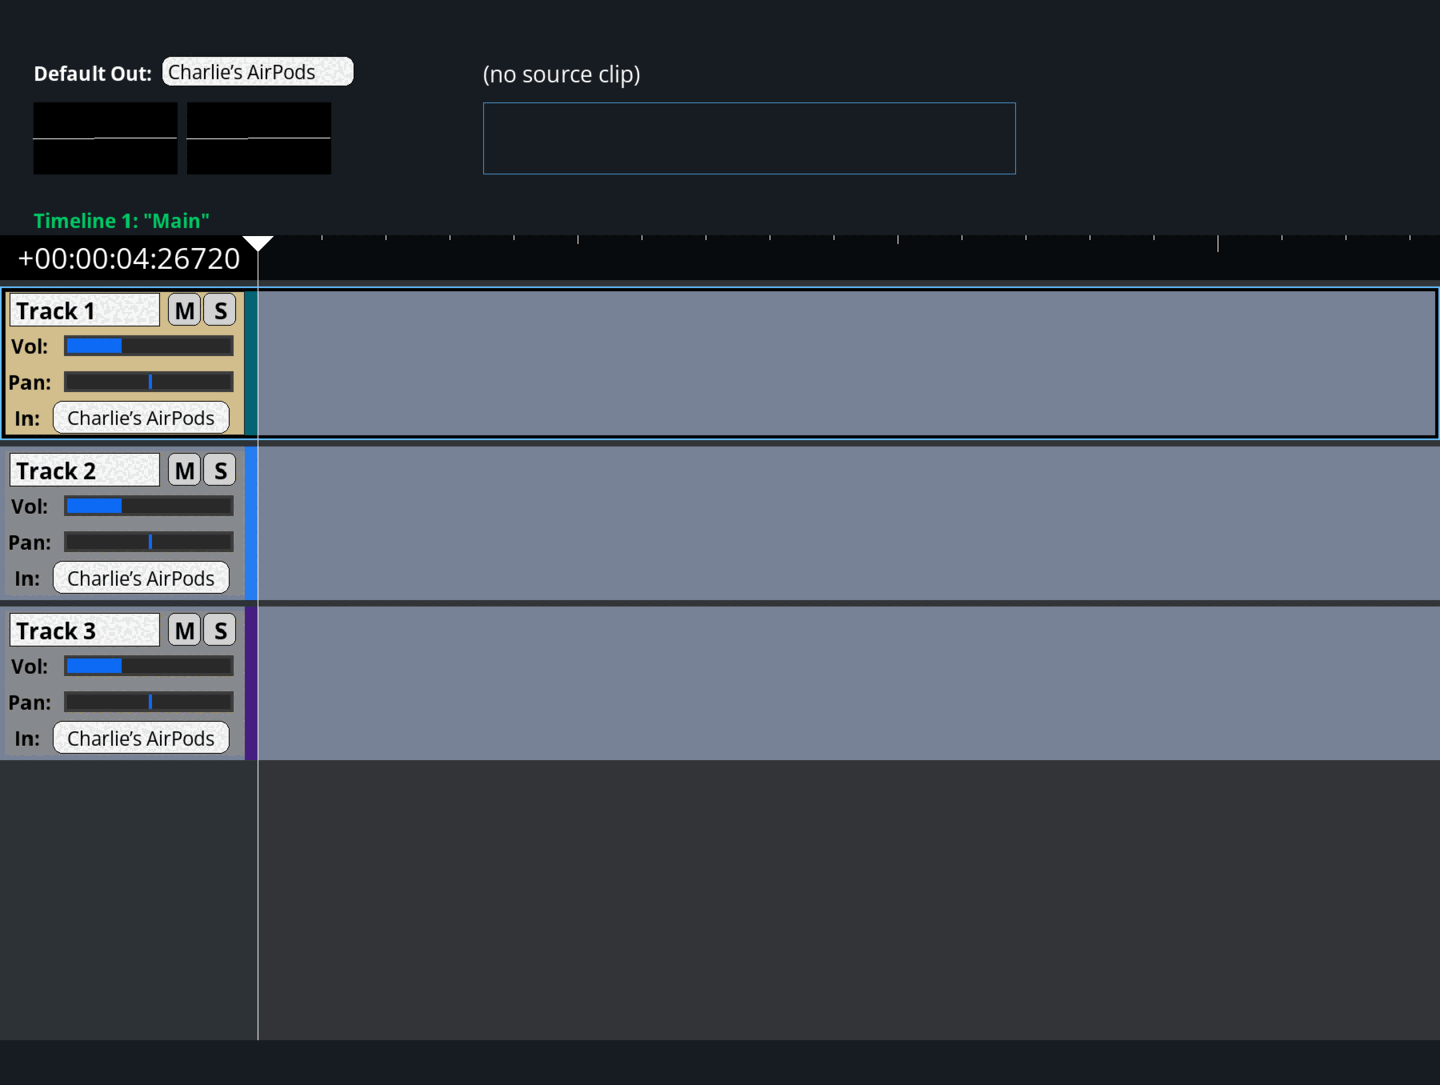 Default Out: Charlie’s AirPods
(no source clip)
Timeline 1: "Main"
+00:00:04:26720
Track 1 M S
Vol:
Pan:
In: Charlie’s AirPods
Track 2 M S
Vol:
Pan:
In: Charlie’s AirPods
Track 3 M S
Vol:
Pan:
In: Charlie’s AirPods